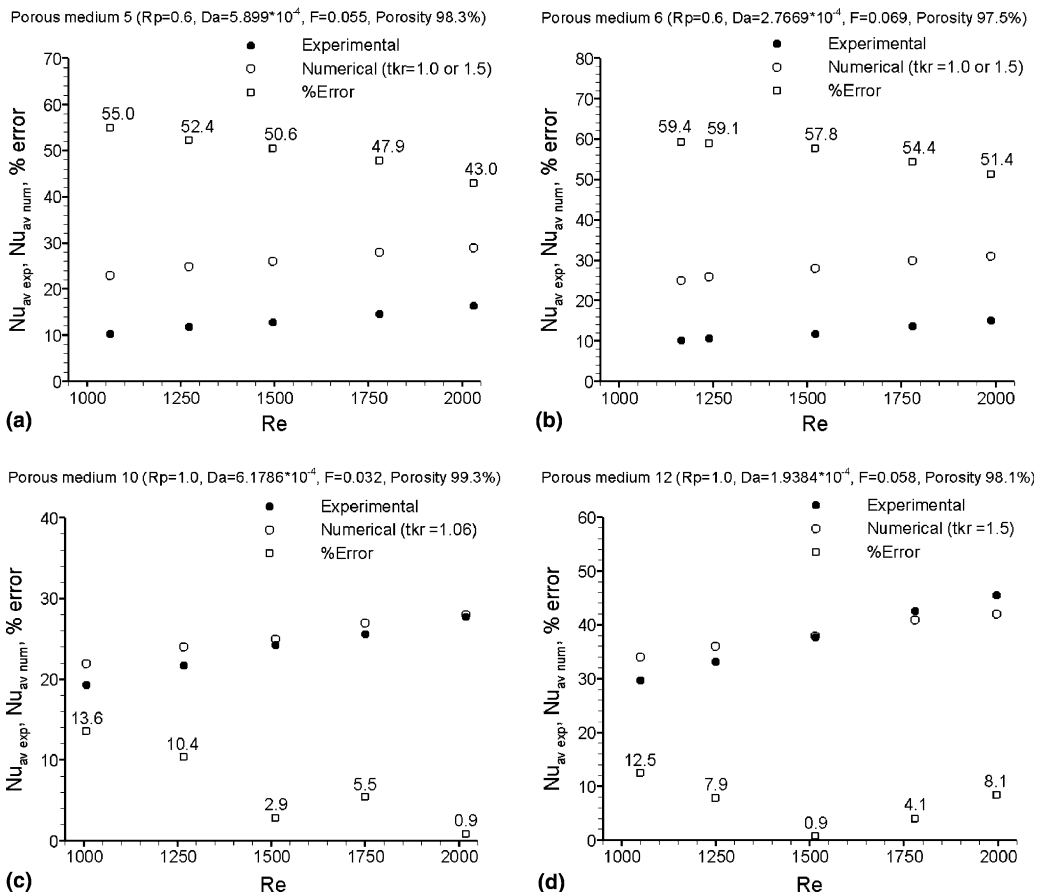 Porous medium 5 (Rp=0.6, Da=5.899*10⁻⁴, F=0.055, Porosity 98.3%)
Experimental
Numerical (tkr=1.0 or 1.5)
%Error
70
60
50
40
30
20
10
0
55.0
52.4
50.6
47.9
43.0
Nu_av exp, Nu_av num, % error
1000
1250
1500
1750
2000
Re
(a)
Porous medium 6 (Rp=0.6, Da=2.7669*10⁻⁴, F=0.069, Porosity 97.5%)
Experimental
Numerical (tkr =1.0 or 1.5)
%Error
80
70
60
50
40
30
20
10
0
59.4
59.1
57.8
54.4
51.4
Nu_av exp, Nu_av num, % error
1000
1250
1500
1750
2000
Re
(b)
Porous medium 10 (Rp=1.0, Da=6.1786*10⁻⁴, F=0.032, Porosity 99.3%)
Experimental
Numerical (tkr =1.06)
%Error
40
30
20
10
0
13.6
10.4
2.9
5.5
0.9
Nu_av exp, Nu_av num, % error
1000
1250
1500
1750
2000
Re
(c)
Porous medium 12 (Rp=1.0, Da=1.9384*10⁻⁴, F=0.058, Porosity 98.1%)
Experimental
Numerical (tkr =1.5)
%Error
60
50
40
30
20
10
0
12.5
7.9
0.9
4.1
8.1
Nu_av exp, Nu_av num, % error
1000
1250
1500
1750
2000
Re
(d)